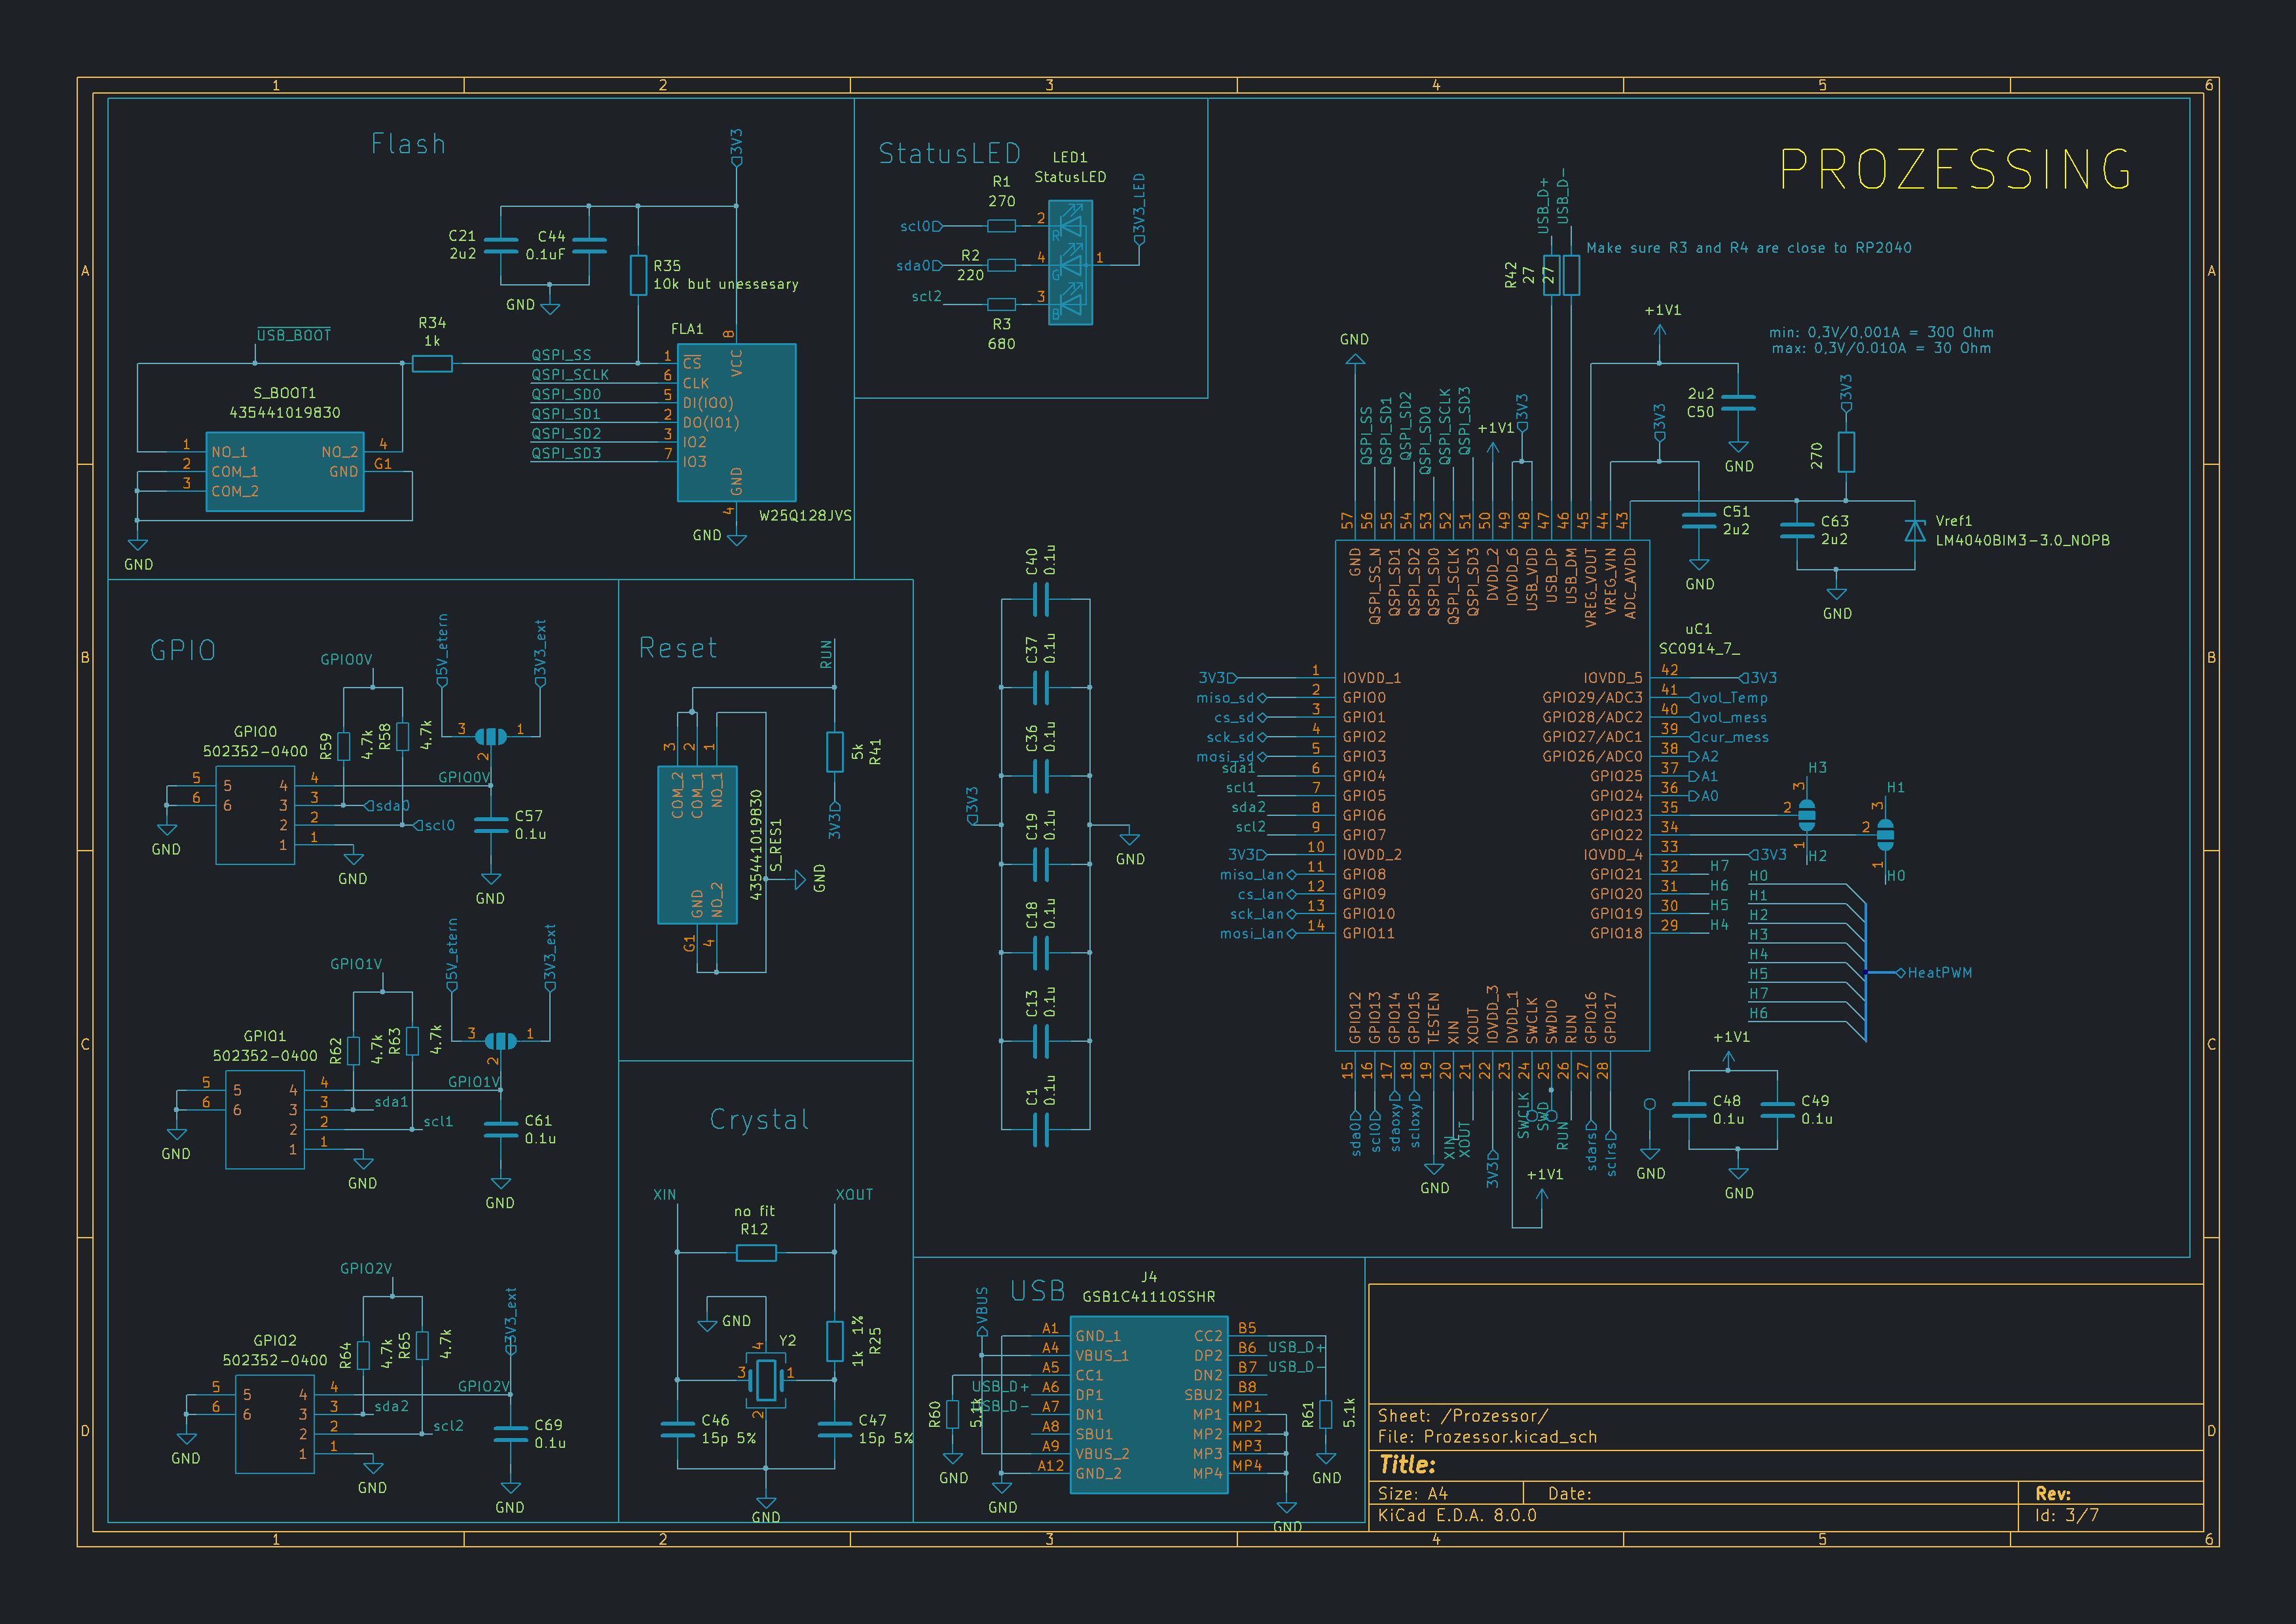 1 2 3 4 5 6
A
B
C
D
Flash
3V3
C21
2u2
C44
0.1uF
R35
10k but unessesary
GND
USB_BOOT
R34
1k
FLA1
QSPI_SS
QSPI_SCLK
QSPI_SD0
QSPI_SD1
QSPI_SD2
QSPI_SD3
1 CS
6 CLK
5 DI(IO0)
2 DO(IO1)
3 IO2
7 IO3
8 VCC
GND 4
W25Q128JVS
GND
S_BOOT1
435441019830
1 NO_1 NO_2 4
2 COM_1 GND G1
3 COM_2
GND
StatusLED
LED1
StatusLED
R1
270
scl0 2 R
R2
220
sda0 4 G 1
scl2 3 B
R3
680
3V3_LED
PROZESSING
USB_D+
USB_D-
Make sure R3 and R4 are close to RP2040
R42
27
27
+1V1
min: 0,3V/0,001A = 300 Ohm
max: 0,3V/0.010A = 30 Ohm
2u2
C50
GND
3V3
270
3V3
C51
2u2
GND
C63
2u2
GND
Vref1
LM4040BIM3-3.0_NOPB
GND
QSPI_SS
QSPI_SD1
QSPI_SD2
QSPI_SD0
QSPI_SCLK
QSPI_SD3
+1V1
3V3
57 GND
56 QSPI_SS_N
55 QSPI_SD1
54 QSPI_SD2
53 QSPI_SD0
52 QSPI_SCLK
51 QSPI_SD3
50 DVDD_2
49 IOVDD_6
48 USB_VDD
47 USB_DP
46 USB_DM
45 VREG_VOUT
44 VREG_VIN
43 ADC_AVDD
uC1
SC0914_7_
3V3 1 IOVDD_1
miso_sd 2 GPIO0
cs_sd 3 GPIO1
sck_sd 4 GPIO2
mosi_sd 5 GPIO3
sda1 6 GPIO4
scl1 7 GPIO5
sda2 8 GPIO6
scl2 9 GPIO7
3V3 10 IOVDD_2
miso_lan 11 GPIO8
cs_lan 12 GPIO9
sck_lan 13 GPIO10
mosi_lan 14 GPIO11
IOVDD_5 42 3V3
GPIO29/ADC3 41 vol_Temp
GPIO28/ADC2 40 vol_mess
GPIO27/ADC1 39 cur_mess
GPIO26/ADC0 38 A2
GPIO25 37 A1
GPIO24 36 A0
GPIO23 35
GPIO22 34
IOVDD_4 33 3V3
GPIO21 32 H7
GPIO20 31 H6
GPIO19 30 H5
GPIO18 29 H4
H3
3
2
1
H2
H1
3
2
1
H0
H0
H1
H2
H3
H4
H5
H7
H6
HeatPWM
GPIO12 15 sda0
GPIO13 16 scl0
GPIO14 17 sdaoxy
GPIO15 18 scloxy
TESTEN 19 GND
XIN 20 XIN
XOUT 21 XOUT
IOVDD_3 22 3V3
DVDD_1 23 +1V1
SWCLK 24 SWCLK
SWDIO 25 SWD
RUN 26 RUN
GPIO16 27 sdars
GPIO17 28 sclrs
GND
+1V1
C48
0.1u
C49
0.1u
GND
C40
0.1u
C37
0.1u
C36
0.1u
C19
0.1u
C18
0.1u
C13
0.1u
C1
0.1u
3V3
GND
GPIO
GPIO0V
5V_etern
3V3_ext
GPIO0
502352-0400
R59
4.7k
R58
4.7k
3 1
2
GPIO0V
5 5 4 4
6 6 3 3 sda0
2 2 scl0
1 1
GND
GND
C57
0.1u
GND
GPIO1V
5V_etern
3V3_ext
GPIO1
502352-0400
R62
4.7k
R63
4.7k
3 1
2
GPIO1V
5 5 4 4
6 6 3 3 sda1
2 2 scl1
1 1
GND
GND
C61
0.1u
GND
GPIO2V
3V3_ext
GPIO2
502352-0400
R64
4.7k
R65
4.7k
GPIO2V
5 5 4 4
6 6 3 3 sda2
2 2 scl2
1 1
GND
GND
C69
0.1u
GND
Reset
RUN
5k
R41
3V3
3 COM_2
2 COM_1
1 NO_1
GND G1
NO_2 4
435441019830
S_RES1
GND
Crystal
XIN
XOUT
no fit
R12
GND
Y2
4
3 1
2
1k 1%
R25
C46
15p 5%
C47
15p 5%
GND
USB
VBUS
J4
GSB1C41110SSHR
A1 GND_1 CC2 B5
A4 VBUS_1 DP2 B6 USB_D+
A5 CC1 DN2 B7 USB_D-
USB_D+ A6 DP1 SBU2 B8
USB_D- A7 DN1 MP1 MP1
A8 SBU1 MP2 MP2
A9 VBUS_2 MP3 MP3
A12 GND_2 MP4 MP4
R60
5.1k
GND
GND
R61
5.1k
GND
GND
Sheet: /Prozessor/
File: Prozessor.kicad_sch
Title:
Size: A4 Date: Rev:
KiCad E.D.A. 8.0.0 Id: 3/7
A
B
C
D
1 2 3 4 5 6